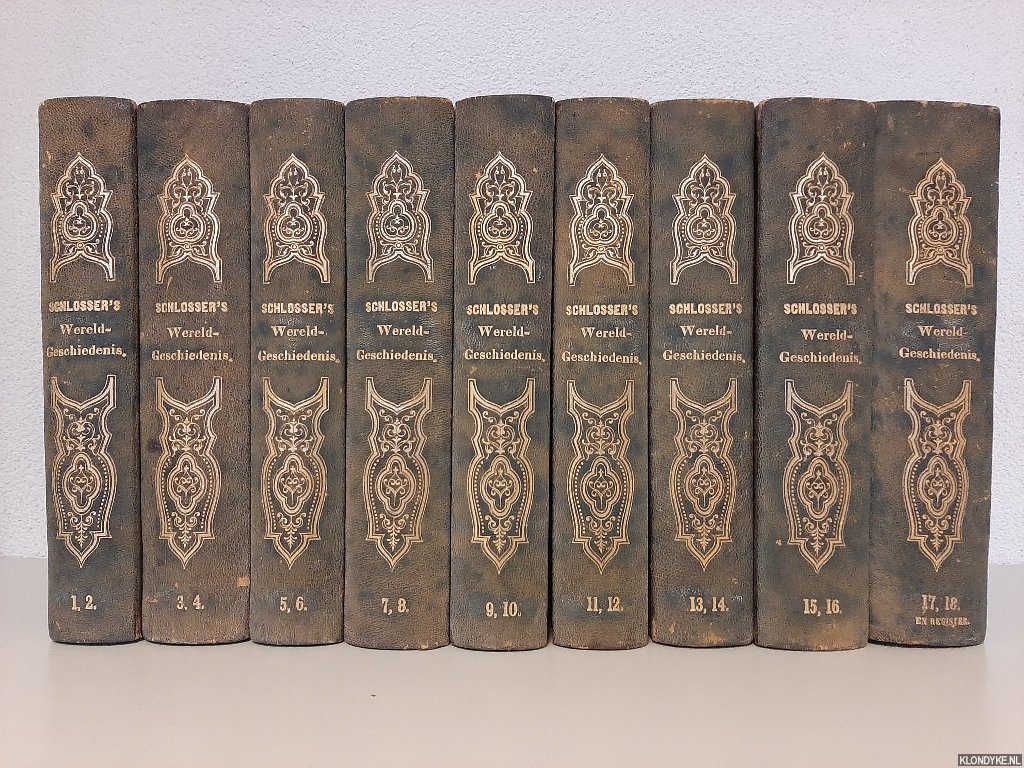 SCHLOSSER'S
Wereld-
Geschiedenis.
1, 2.
SCHLOSSER'S
Wereld-
Geschiedenis.
3. 4.
SCHLOSSER'S
Wereld-
Geschiedenis.
5, 6.
SCHLOSSER'S
Wereld-
Geschiedenis.
7, 8.
SCHLOSSER'S
Wereld-
Geschiedenis.
9, 10.
SCHLOSSER'S
Wereld-
Geschiedenis.
11, 12.
SCHLOSSER'S
Wereld-
Geschiedenis.
13, 14.
SCHLOSSER'S
Wereld-
Geschiedenis.
15, 16.
SCHLOSSER'S
Wereld-
Geschiedenis.
17, 18.
EN REGISTER.
KLONDYKE.NL